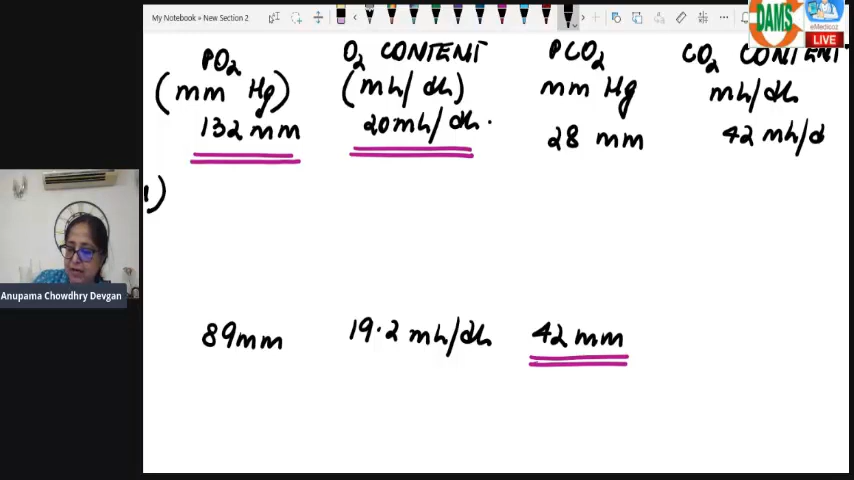 My Notebook » New Section 2
DAMS
eMedicoz
LIVE
PO2 O2 CONTENT PCO2 CO2 CONTENT
(mm Hg) (ml/dl) mm Hg ml/dl
132 mm 20ml/dl. 28 mm 42 ml/d
)
89mm 19.2 ml/dl 42 mm
Anupama Chowdhry Devgan